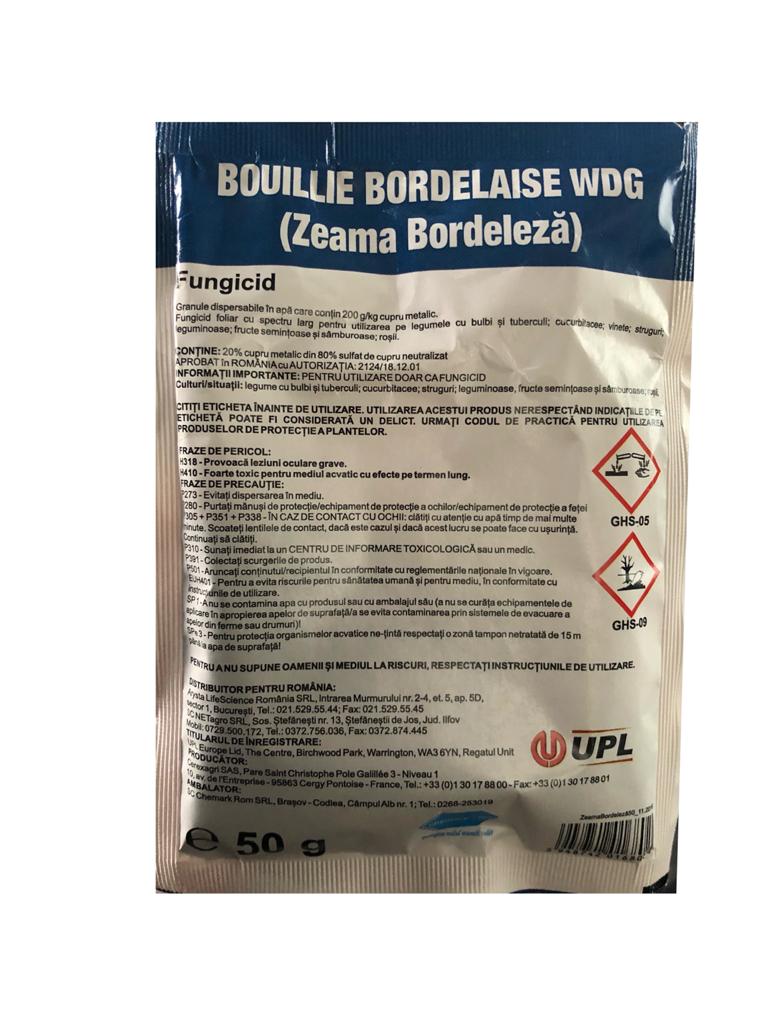 BOUILLIE BORDELAISE WDG
(Zeama Bordeleză)
Fungicid
Granule dispersabile în apă care conțin 200 g/kg cupru metalic.
Fungicid foliar cu spectru larg pentru utilizarea pe legumele cu bulbi și tuberculi; cucurbitacee; vinete; struguri;
leguminoase; fructe semințoase și sâmburoase; roșii.
CONȚINE: 20% cupru metalic din 80% sulfat de cupru neutralizat
APROBAT în ROMÂNIA cu AUTORIZAȚIA: 2124/18.12.01
INFORMAȚII IMPORTANTE: PENTRU UTILIZARE DOAR CA FUNGICID
Culturi/situații: legume cu bulbi și tuberculi; cucurbitacee; struguri; leguminoase, fructe semințoase și sâmburoase; roșii.
CITIȚI ETICHETA ÎNAINTE DE UTILIZARE. UTILIZAREA ACESTUI PRODUS NERESPECTÂND INDICAȚIILE DE PE
ETICHETĂ POATE FI CONSIDERATĂ UN DELICT. URMAȚI CODUL DE PRACTICĂ PENTRU UTILIZAREA
PRODUSELOR DE PROTECȚIE A PLANTELOR.
FRAZE DE PERICOL:
H318 - Provoacă leziuni oculare grave.
H410 - Foarte toxic pentru mediul acvatic cu efecte pe termen lung.
FRAZE DE PRECAUȚIE:
P273 - Evitați dispersarea în mediu.
P280 - Purtați mănuși de protecție/echipament de protecție a ochilor/echipament de protecție a feței
P305 + P351 + P338 - ÎN CAZ DE CONTACT CU OCHII: clătiți cu atenție cu apă timp de mai multe
minute. Scoateți lentilele de contact, dacă este cazul și dacă acest lucru se poate face cu ușurință.
Continuați să clătiți.
P310 - Sunați imediat la un CENTRU DE INFORMARE TOXICOLOGICĂ sau un medic.
P391 - Colectați scurgerile de produs.
P501 - Aruncați conținutul/recipientul în conformitate cu reglementările naționale în vigoare.
EUH401 - Pentru a evita riscurile pentru sănătatea umană și pentru mediu, în conformitate cu
instrucțiunile de utilizare.
SP 1 - A nu se contamina apa cu produsul sau cu ambalajul său (a nu se curăța echipamentele de
aplicare în apropierea apelor de suprafață/a se evita contaminarea prin sistemele de evacuare a
apelor din ferme sau drumuri)!
SPe 3 - Pentru protecția organismelor acvatice ne-țintă respectați o zonă tampon netratată de 15 m
până la apa de suprafață!
GHS-05
GHS-09
PENTRU A NU SUPUNE OAMENII ȘI MEDIUL LA RISCURI, RESPECTAȚI INSTRUCȚIUNILE DE UTILIZARE.
DISTRIBUITOR PENTRU ROMÂNIA:
Arysta LifeScience România SRL, Intrarea Murmurului nr. 2-4, et. 5, ap. 5D,
sector 1, București, Tel.: 021.529.55.44; Fax: 021.529.55.45
SC NETagro SRL, Sos. Ștefănești nr. 13, Ștefăneștii de Jos, Jud. Ilfov
Mobil: 0729.500.172, Tel.: 0372.756.036, Fax: 0372.874.445
TITULARUL DE ÎNREGISTRARE:
UPL Europe Lid, The Centre, Birchwood Park, Warrington, WA3 6YN, Regatul Unit
PRODUCĂTOR:
Cerexagri SAS, Pare Saint Christophe Pole Galillée 3 - Niveau 1
10, av. de l'Entreprise - 95863 Cergy Pontoise - France, Tel.: +33 (0)1 30 17 88 00 - Fax: +33 (0)1 30 17 88 01
AMBALATOR:
SC Chemark Rom SRL, Brașov - Codlea, Câmpul Alb nr. 1; Tel.: 0268-253019
UPL
e 50 g